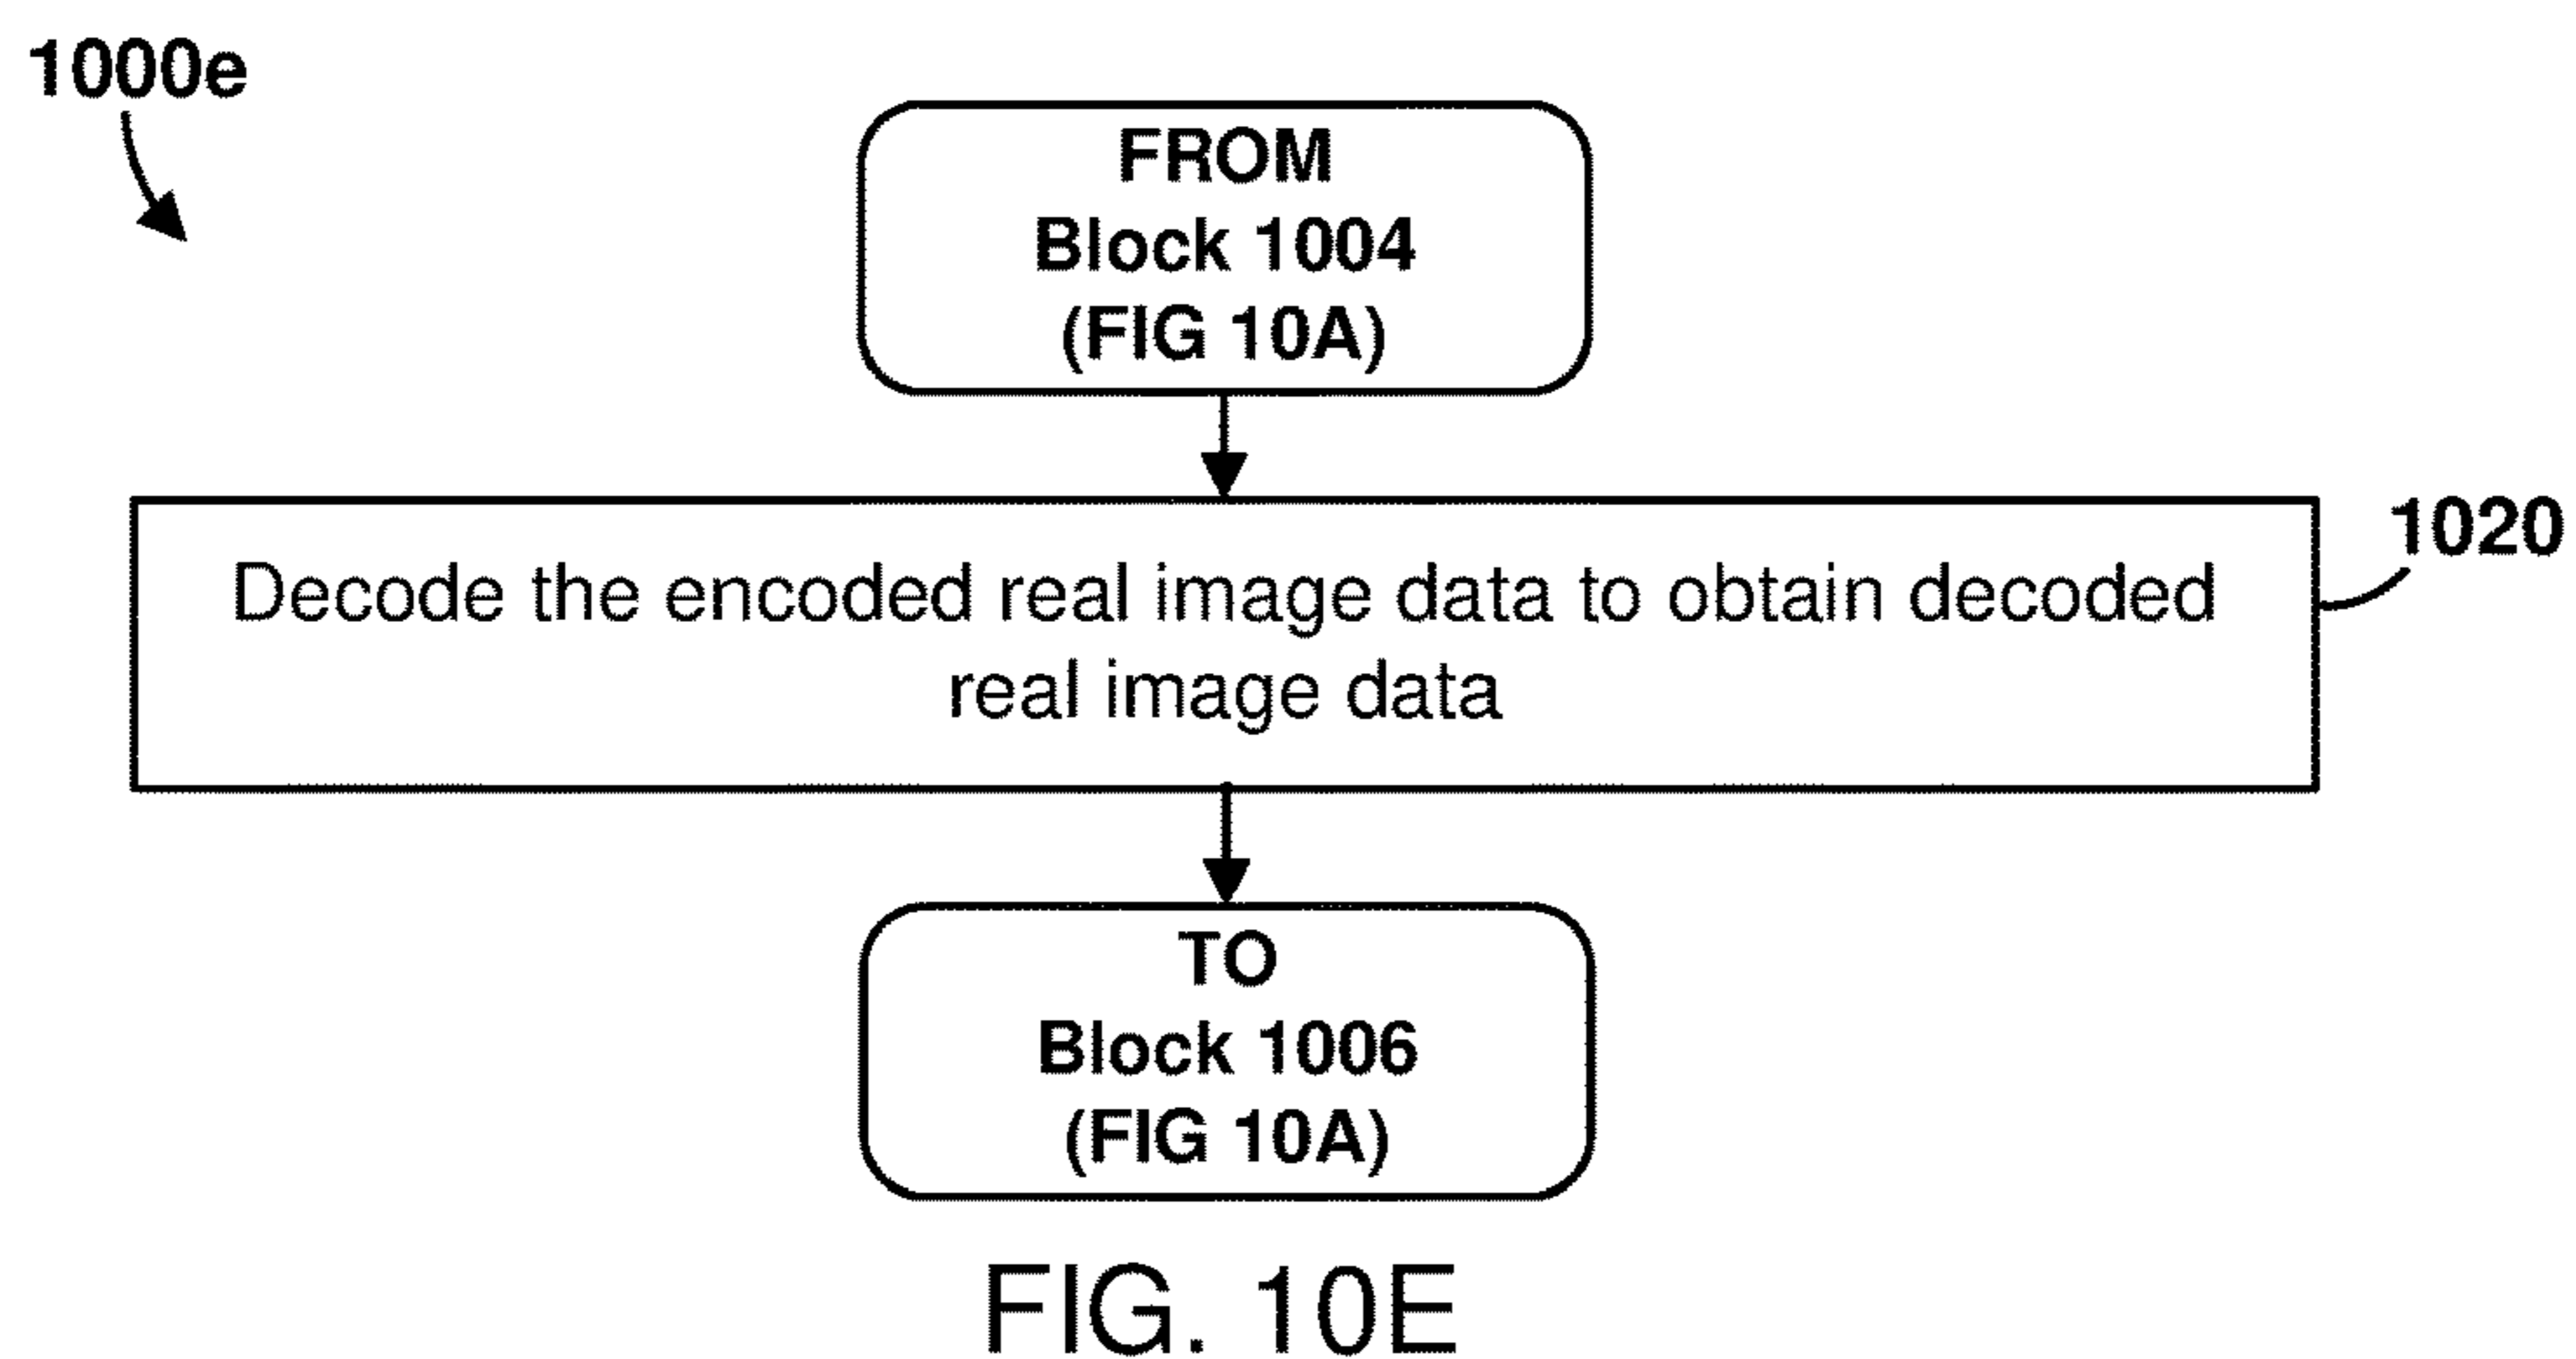 1000e
FROM
Block 1004
(FIG 10A)
1020
Decode the encoded real image data to obtain decoded
real image data
TO
Block 1006
(FIG 10A)
FIG. 10E